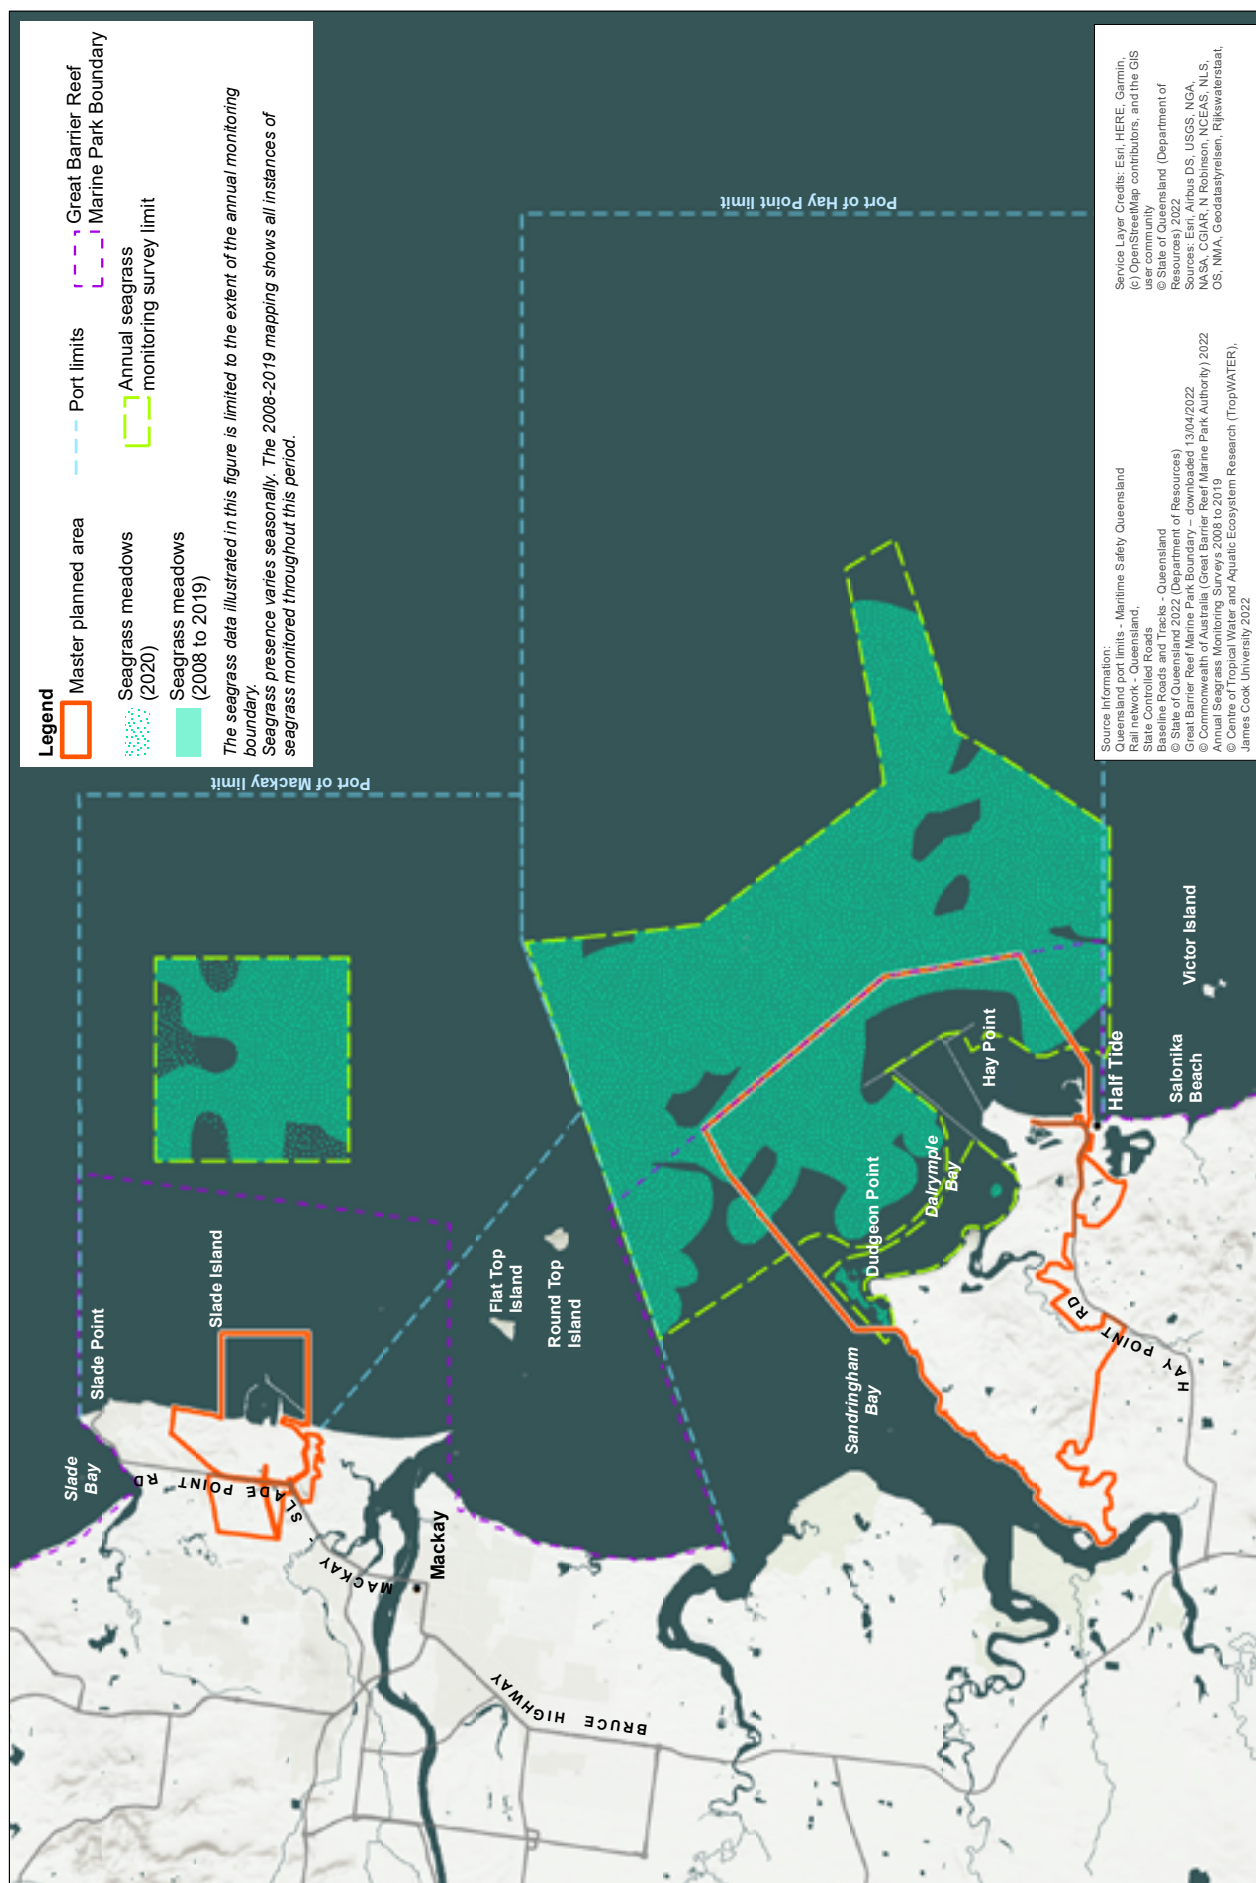 Legend
Master planned area
Port limits
Great Barrier Reef
Marine Park Boundary
Seagrass meadows
(2020)
Annual seagrass
monitoring survey limit
Seagrass meadows
(2008 to 2019)
The seagrass data illustrated in this figure is limited to the extent of the annual monitoring
boundary.
Seagrass presence varies seasonally. The 2008-2019 mapping shows all instances of
seagrass monitored throughout this period.
Port of Mackay limit
Port of Hay Point limit
Slade
Bay
Slade Point
Slade Island
MACKAY - SLADE POINT RD
Mackay
BRUCE HIGHWAY
Flat Top
Island
Round Top
Island
Sandringham
Bay
Dudgeon Point
Dalrymple
Bay
Hay Point
HAY POINT RD
Half Tide
Salonika
Beach
Victor Island
Source Information:
Queensland port limits - Maritime Safety Queensland
Rail network - Queensland,
State Controlled Roads
Baseline Roads and Tracks - Queensland
© State of Queensland 2022 (Department of Resources)
Great Barrier Reef Marine Park Boundary – downloaded 13/04/2022
© Commonwealth of Australia (Great Barrier Reef Marine Park Authority) 2022
Annual Seagrass Monitoring Surveys 2008 to 2019
© Centre of Tropical Water and Aquatic Ecosystem Research (TropWATER),
James Cook University 2022
Service Layer Credits: Esri, HERE, Garmin,
(c) OpenStreetMap contributors, and the GIS
user community
© State of Queensland (Department of
Resources) 2022
Sources: Esri, Airbus DS, USGS, NGA,
NASA, CGIAR, N Robinson, NCEAS, NLS,
OS, NMA, Geodatastyrelsen, Rijkswaterstaat,